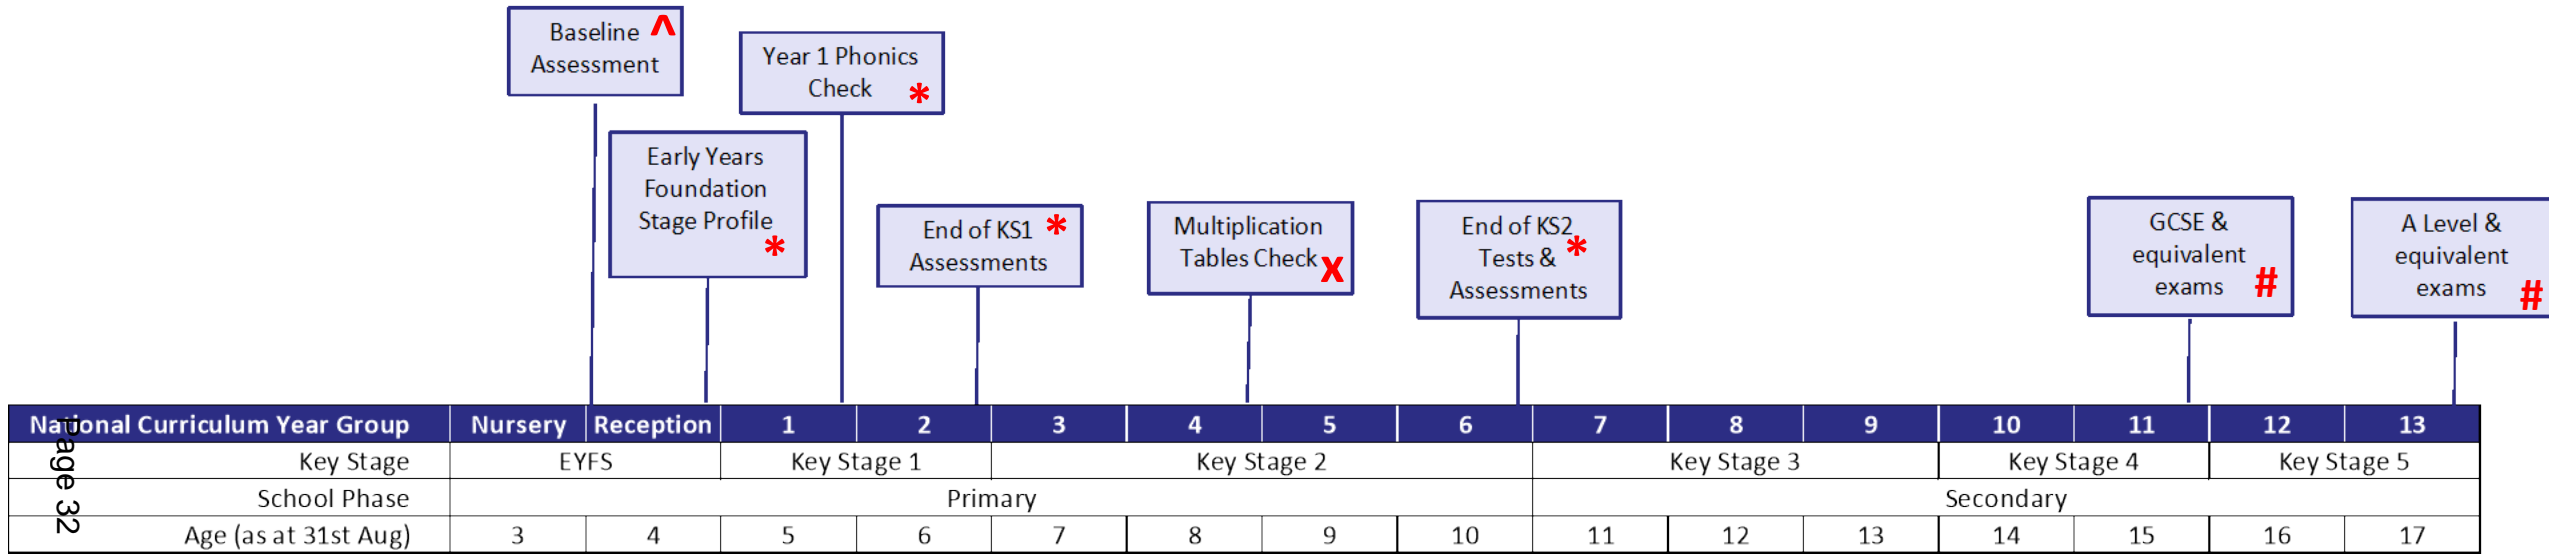 Baseline ^
Assessment
Year 1 Phonics
Check *
Early Years
Foundation
Stage Profile
*
End of KS1 *
Assessments
Multiplication
Tables Check x
End of KS2
Tests & *
Assessments
GCSE &
equivalent
exams #
A Level &
equivalent
exams #
National Curriculum Year Group Nursery Reception 1 2 3 4 5 6 7 8 9 10 11 12 13
Key Stage EYFS Key Stage 1 Key Stage 2 Key Stage 3 Key Stage 4 Key Stage 5
School Phase Primary Secondary
Age (as at 31st Aug) 3 4 5 6 7 8 9 10 11 12 13 14 15 16 17
Page 32